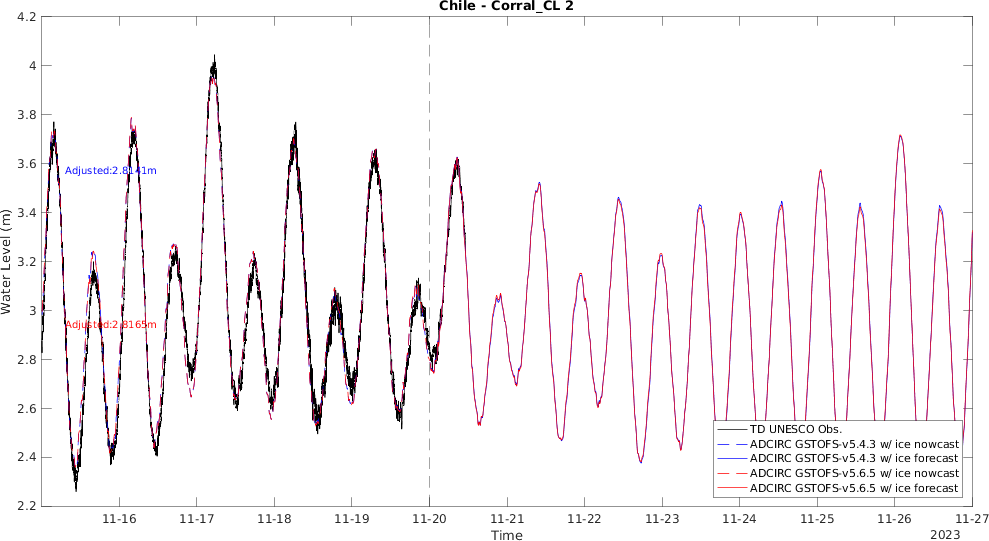 Chile - Corral_CL 2
4.2
4
3.8
3.6
3.4
3.2
3
2.8
2.6
2.4
2.2
Water Level (m)
Adjusted:2.8141m
Adjusted:2.8165m
TD UNESCO Obs.
ADCIRC GSTOFS-v5.4.3 w/ ice nowcast
ADCIRC GSTOFS-v5.4.3 w/ ice forecast
ADCIRC GSTOFS-v5.6.5 w/ ice nowcast
ADCIRC GSTOFS-v5.6.5 w/ ice forecast
11-16 11-17 11-18 11-19 11-20 11-21 11-22 11-23 11-24 11-25 11-26 11-27
Time
2023